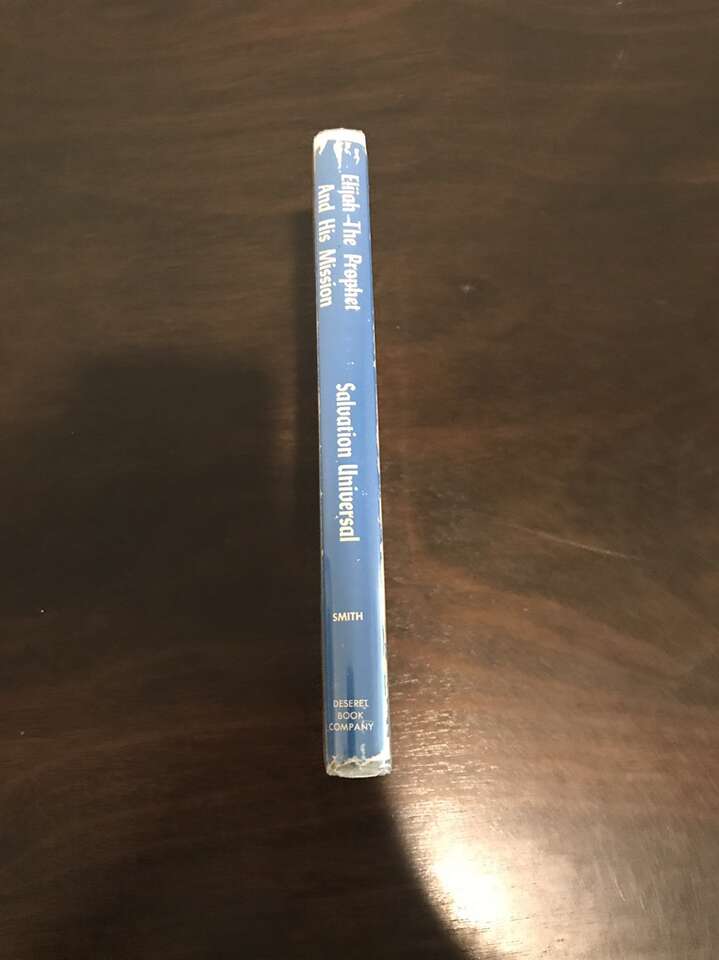 Elijah-The Prophet
And His Mission
Salvation Universal
SMITH
DESERET
BOOK
COMPANY